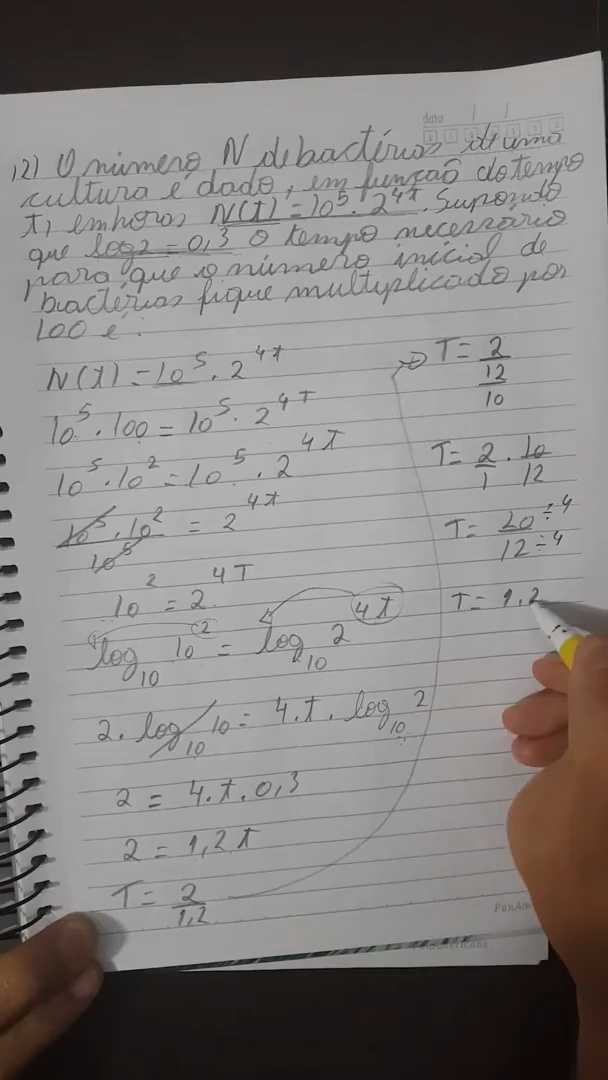 data / /
12) O número N de bactérias de uma
cultura é dado, em função do tempo
t, em horas N(t) = 10⁵ . 2⁴ᵗ. Supondo
que log 2 = 0,3 o tempo necessário
para que o número inicial de
bactérias fique multiplicado por
100 é:
N(t) = 10⁵ . 2⁴ᵗ
10⁵ . 100 = 10⁵ . 2⁴ᵀ
10⁵ . 10² = 10⁵ . 2⁴ᵗ
10⁵ . 10² / 10⁵ = 2⁴ᵗ
10² = 2⁴ᵀ
log₁₀ 10² = log₁₀ 2⁴ᵗ
2 . log₁₀ 10 = 4 . t . log₁₀ 2
2 = 4 . t . 0,3
2 = 1,2 t
T = 2 / 1,2
T = 2 / 12 / 10
T = 2 / 1 . 10 / 12
T = 20 ÷4 / 12 ÷4
T = 1,2